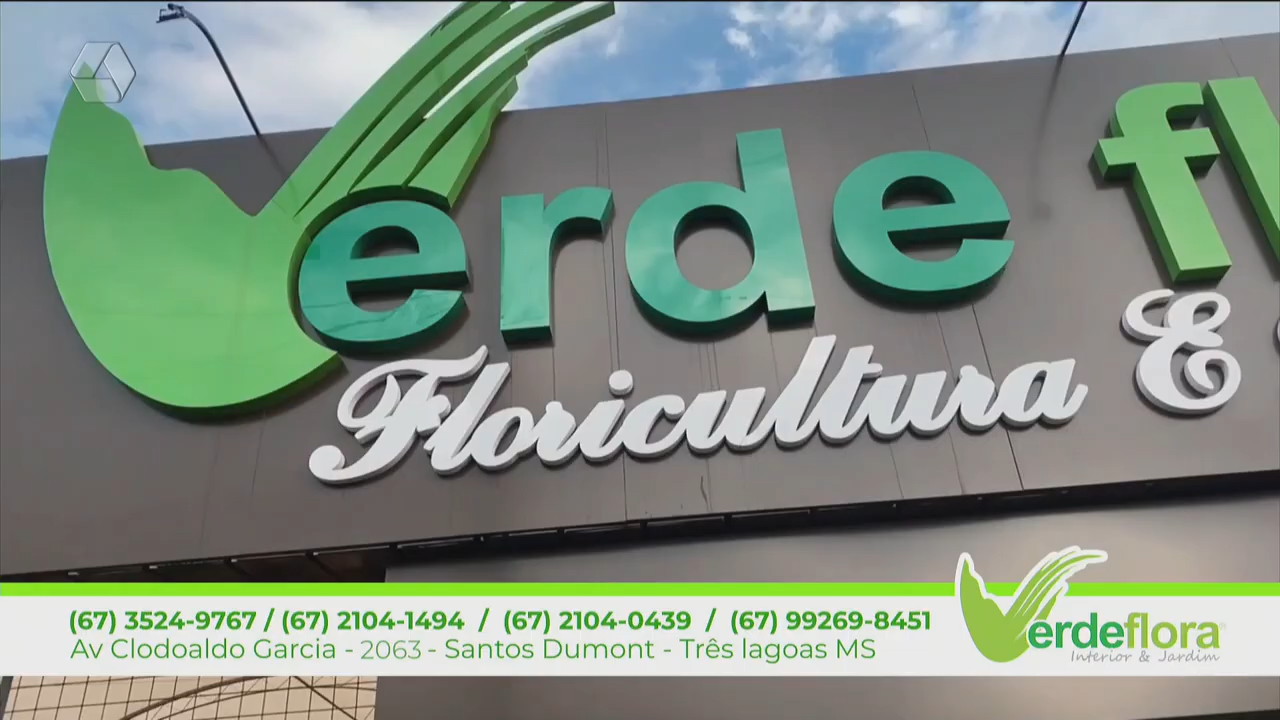 Verde fl
Floricultura E
(67) 3524-9767 / (67) 2104-1494 / (67) 2104-0439 / (67) 99269-8451
Av Clodoaldo Garcia - 2063 - Santos Dumont - Três lagoas MS
Verdeflora
Interior & Jardim